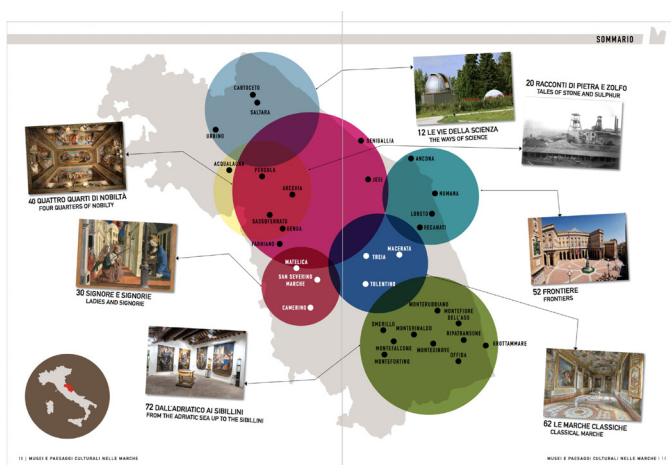 SOMMARIO
CARTOCETO
SALTARA
URBINO
ACQUALAGNA
PERGOLA
ARCEVIA
SASSOFERRATO
GENGA
FABRIANO
SENIGALLIA
JESI
ANCONA
NUMANA
LORETO
RECANATI
MACERATA
TREIA
TOLENTINO
MATELICA
SAN SEVERINO
MARCHE
CAMERINO
MONTERUBBIANO
MONTEFIORE
DELL'ASO
SMERILLO
MONTERINALDO
RIPATRANSONE
GROTTAMMARE
MONTEFALCONE
MONTEDINOVE
MONTEFORTINO
OFFIDA
12 LE VIE DELLA SCIENZA
THE WAYS OF SCIENCE
20 RACCONTI DI PIETRA E ZOLFO
TALES OF STONE AND SULPHUR
40 QUATTRO QUARTI DI NOBILTÀ
FOUR QUARTERS OF NOBILTY
30 SIGNORE E SIGNORIE
LADIES AND SIGNORIE
52 FRONTIERE
FRONTIERS
72 DALL'ADRIATICO AI SIBILLINI
FROM THE ADRIATIC SEA UP TO THE SIBILLINI
62 LE MARCHE CLASSICHE
CLASSICAL MARCHE
10 | MUSEI E PAESAGGI CULTURALI NELLE MARCHE
MUSEI E PAESAGGI CULTURALI NELLE MARCHE |